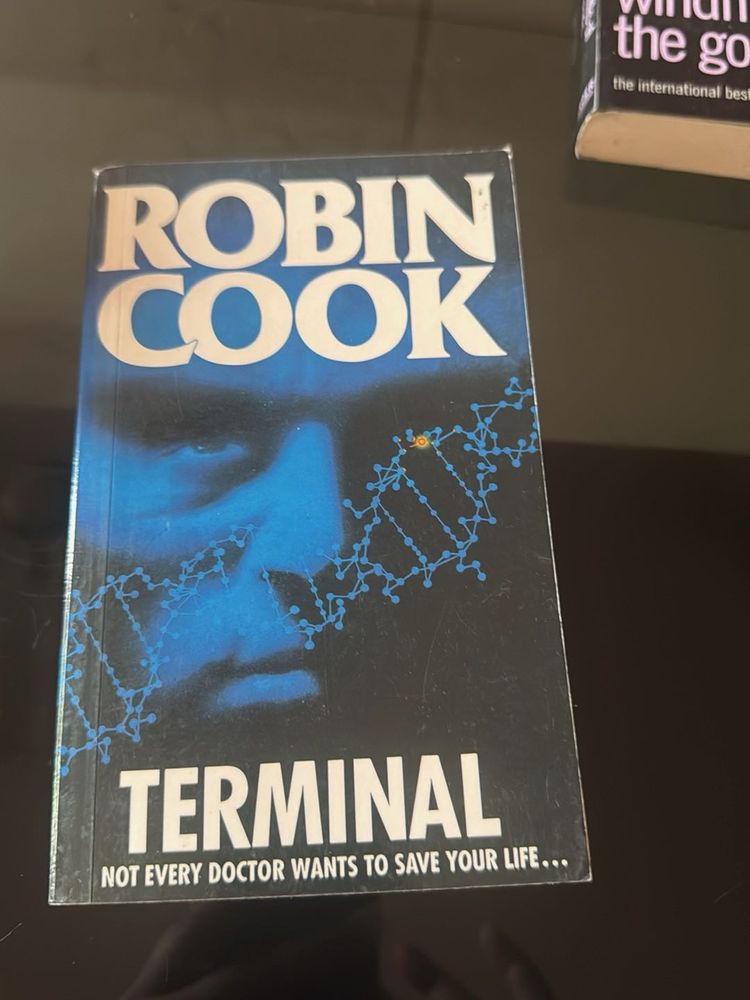 ROBIN
COOK
TERMINAL
NOT EVERY DOCTOR WANTS TO SAVE YOUR LIFE...
the
the international